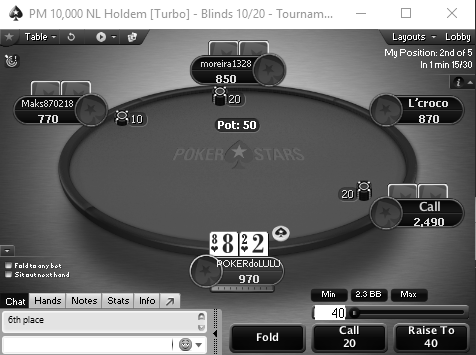 PM 10,000 NL Holdem [Turbo] - Blinds 10/20 - Tournam...
Table
Layouts
Lobby
My Position: 2nd of 5
In 1 min 15/30
i
moreira1328
850
Maks870218
770
L'croco
870
20
10
Pot: 50
POKER STARS
20
Call
2,490
8 8 2 2
POKERdoLULU
970
Fold to any bet
Sit out next hand
Min
2.3 BB
Max
40
Chat
Hands
Notes
Stats
Info
6th place
Fold
Call
20
Raise To
40